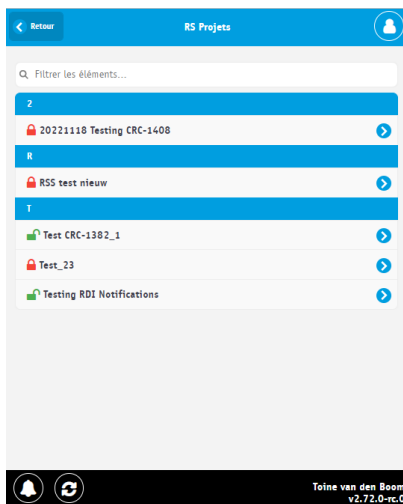 Retour
RS Projets
Filtrer les éléments...
2
20221118 Testing CRC-1408
R
RSS test nieuw
T
Test CRC-1382_1
Test_23
Testing RDI Notifications
Toine van den Boom
v2.72.0-rc.0